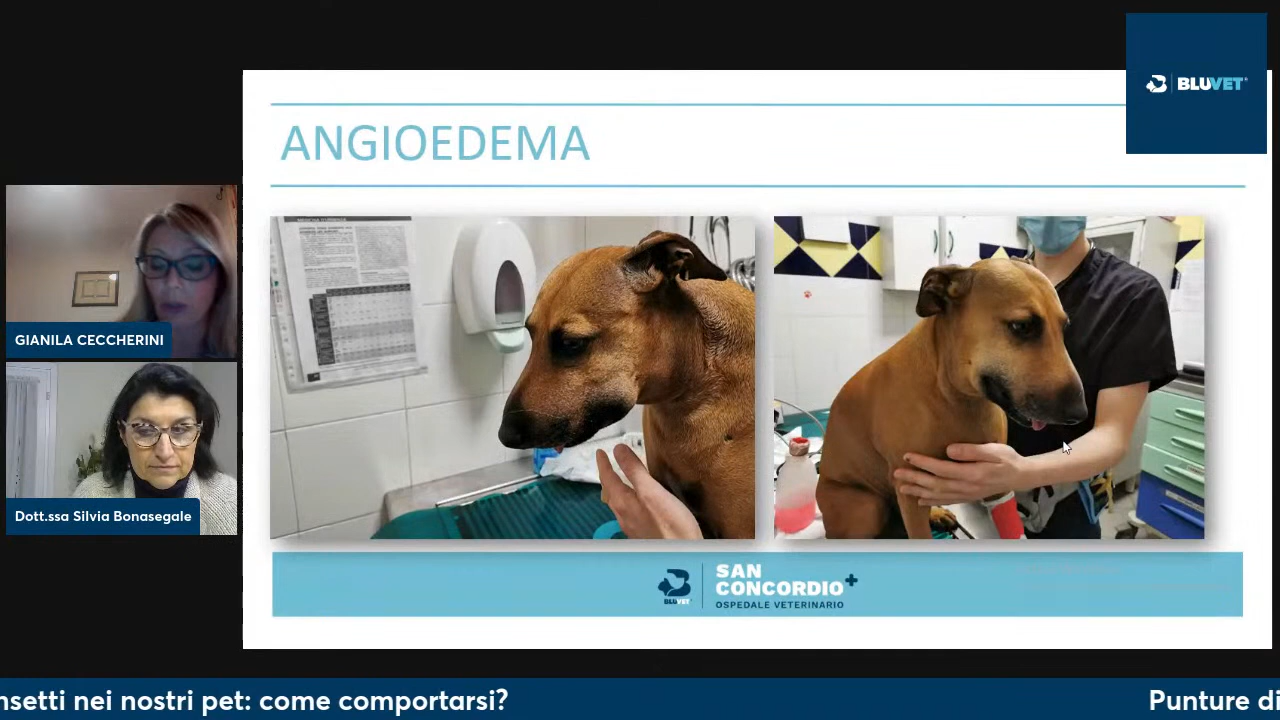 BLUVET
ANGIOEDEMA
GIANILA CECCHERINI
Dott.ssa Silvia Bonasegale
BLUVET
SAN
CONCORDIO+
OSPEDALE VETERINARIO
nsetti nei nostri pet: come comportarsi?
Punture di